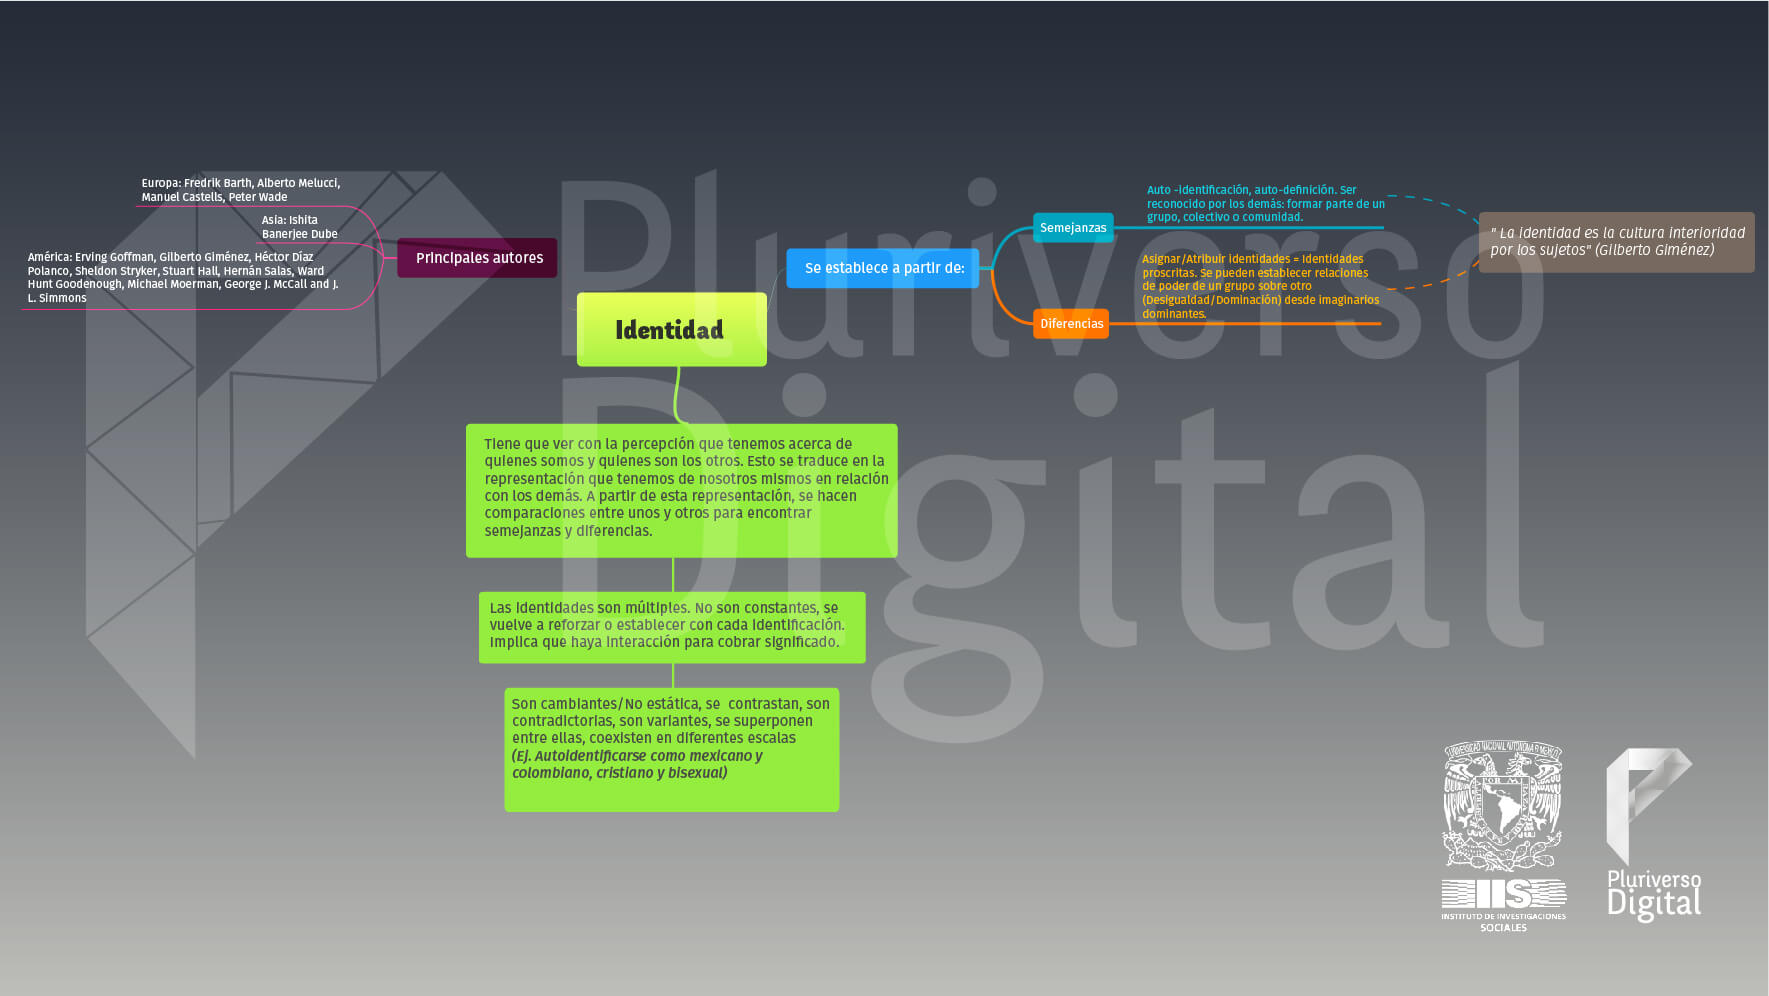 Europa: Fredrik Barth, Alberto Melucci,
Manuel Castells, Peter Wade
Asia: Ishita
Banerjee Dube
América: Erving Goffman, Gilberto Giménez, Héctor Díaz
Polanco, Sheldon Stryker, Stuart Hall, Hernán Salas, Ward
Hunt Goodenough, Michael Moerman, George J. McCall and J.
L. Simmons
Principales autores
Identidad
Se establece a partir de:
Semejanzas
Auto -identificación, auto-definición. Ser
reconocido por los demás: formar parte de un
grupo, colectivo o comunidad.
Diferencias
Asignar/Atribuir identidades = Identidades
proscritas. Se pueden establecer relaciones
de poder de un grupo sobre otro
(Desigualdad/Dominación) desde imaginarios
dominantes.
" La identidad es la cultura interioridad
por los sujetos" (Gilberto Giménez)
Tiene que ver con la percepción que tenemos acerca de
quienes somos y quienes son los otros. Esto se traduce en la
representación que tenemos de nosotros mismos en relación
con los demás. A partir de esta representación, se hacen
comparaciones entre unos y otros para encontrar
semejanzas y diferencias.
Las identidades son múltiples. No son constantes, se
vuelve a reforzar o establecer con cada identificación.
Implica que haya interacción para cobrar significado.
Son cambiantes/No estática, se  contrastan, son
contradictorias, son variantes, se superponen
entre ellas, coexisten en diferentes escalas
(Ej. Autoidentificarse como mexicano y
colombiano, cristiano y bisexual)
Pluriverso
Digital
UNIVERSIDAD NACIONAL AUTONOMA DE MEXICO
IIS
INSTITUTO DE INVESTIGACIONES
SOCIALES
Pluriverso
Digital